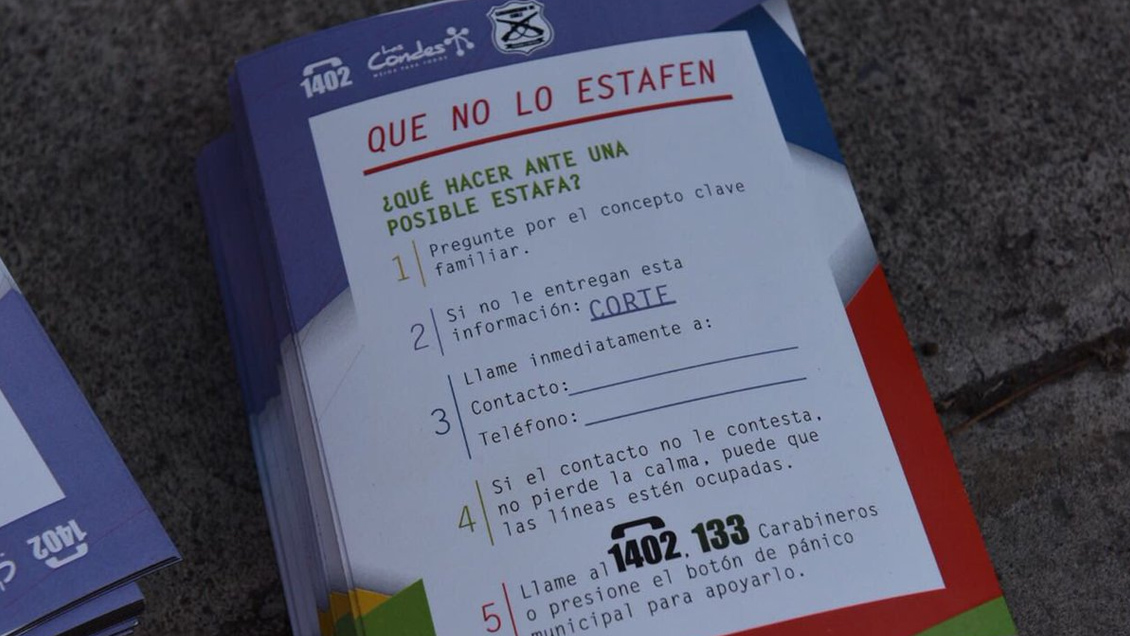 1402 Las Condes
QUE NO LO ESTAFEN
¿QUÉ HACER ANTE UNA
POSIBLE ESTAFA?
1 Pregunte por el concepto clave
familiar.
2 Si no le entregan esta
información: CORTE
3 Llame inmediatamente a:
Contacto:
Teléfono:
4 Si el contacto no le contesta,
no pierde la calma, puede que
las líneas estén ocupadas.
5 Llame al 1402, 133 Carabineros
o presione el botón de pánico
municipal para apoyarlo.
1402